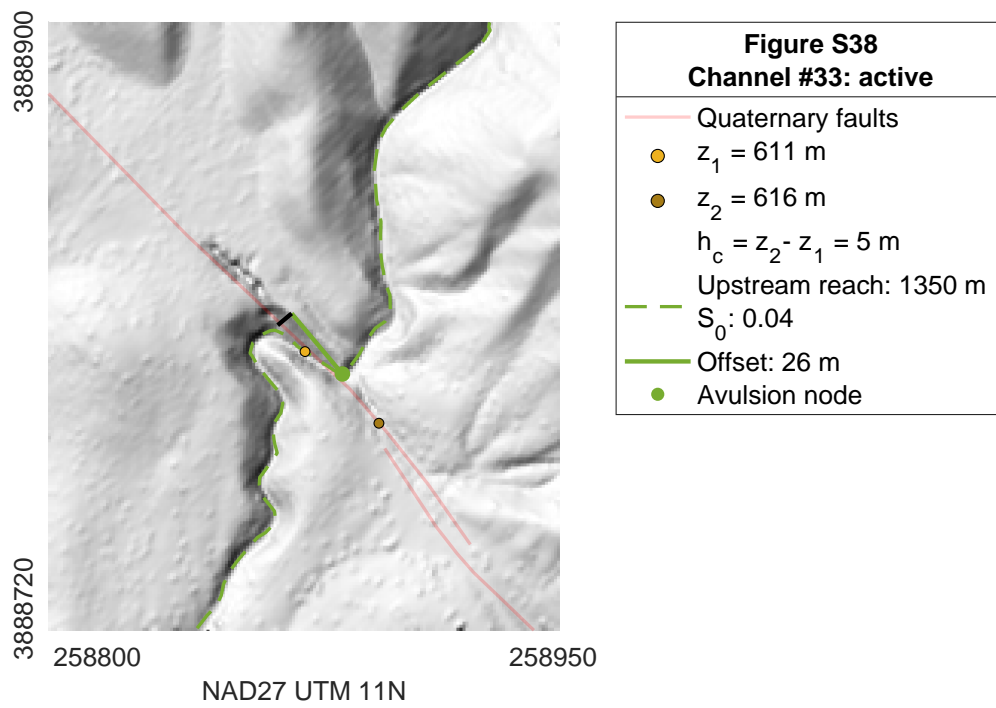 3888900
3888720
258800
258950
NAD27 UTM 11N
Figure S38
Channel #33: active
Quaternary faults
z1 = 611 m
z2 = 616 m
hc = z2- z1 = 5 m
Upstream reach: 1350 m
S0: 0.04
Offset: 26 m
Avulsion node